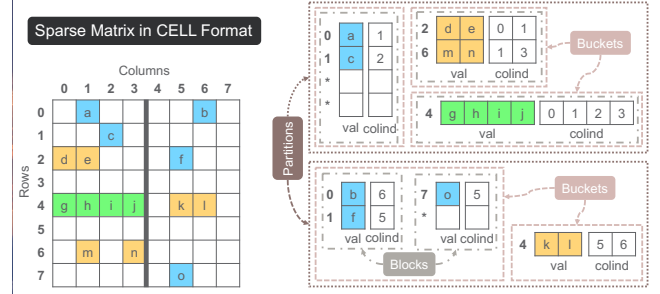 Sparse Matrix in CELL Format
Columns
0 1 2 3 4 5 6 7
Rows
0 a b
1 c
2 d e f
3
4 g h i j k l
5
6 m n
7 o
Partitions
0 a 1
1 c 2
*
*
val colind
2 d e 0 1
6 m n 1 3
val colind
Buckets
4 g h i j 0 1 2 3
val colind
0 b 6
1 f 5
val colind
7 o 5
*
val colind
Blocks
Buckets
4 k l 5 6
val colind